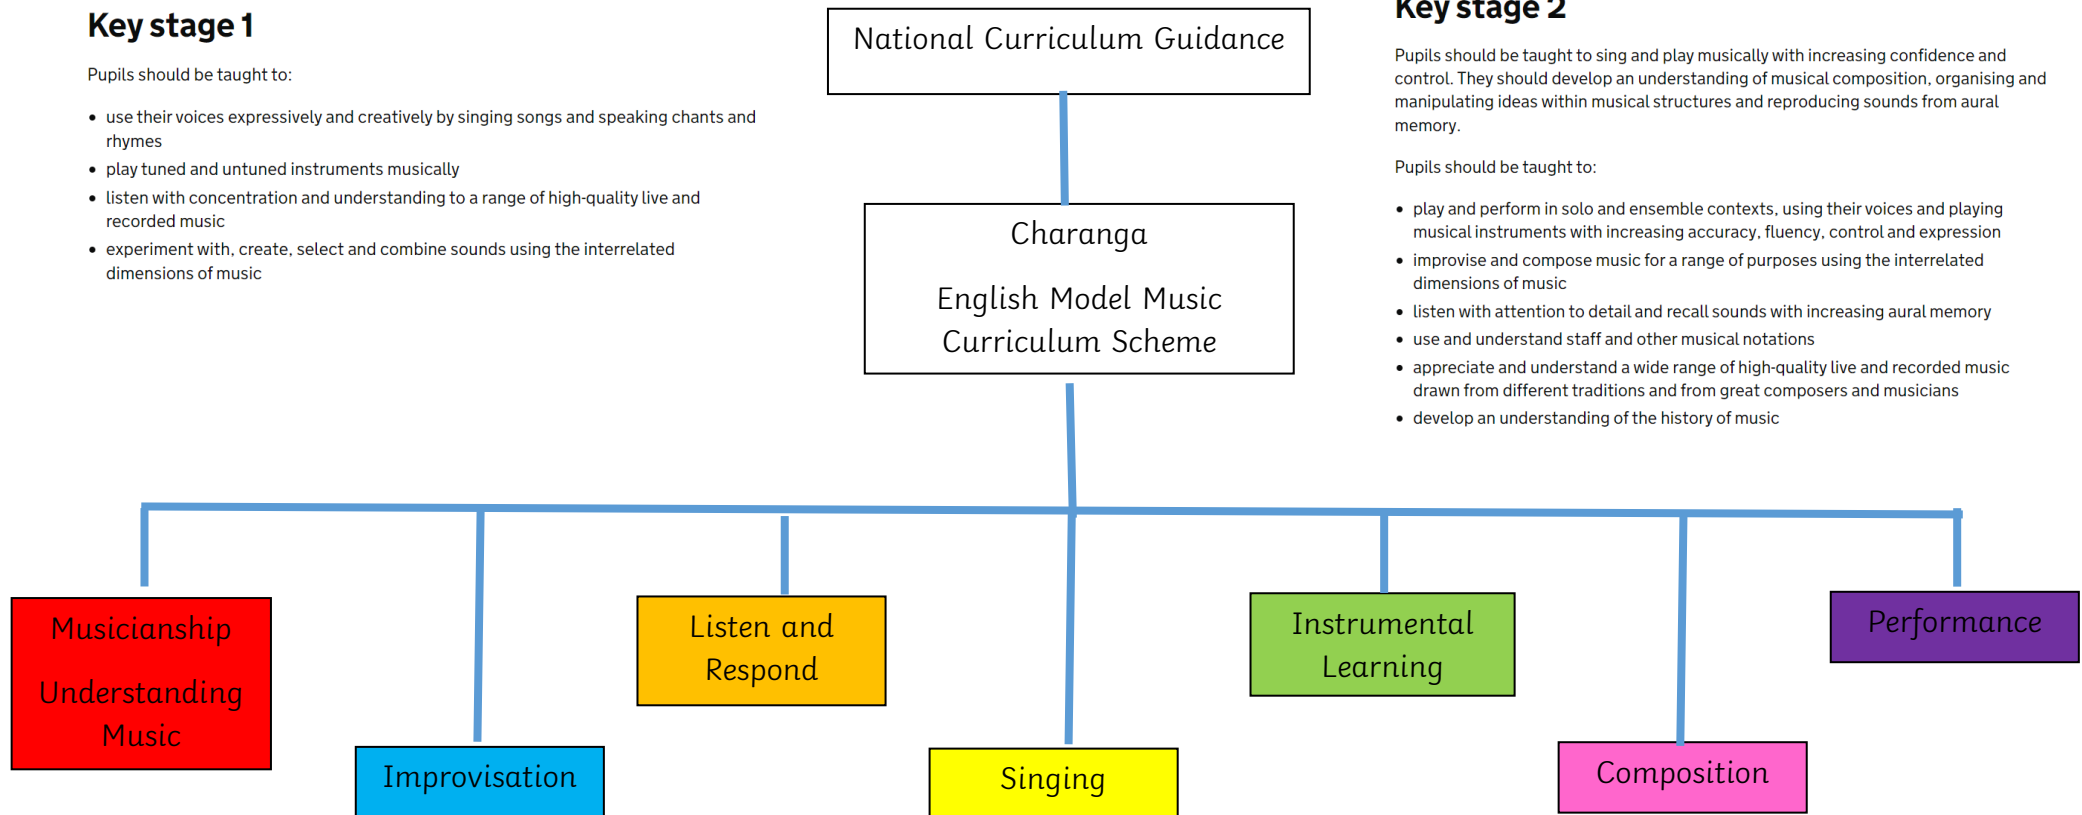 Key stage 1
Pupils should be taught to:
• use their voices expressively and creatively by singing songs and speaking chants and
rhymes
• play tuned and untuned instruments musically
• listen with concentration and understanding to a range of high-quality live and
recorded music
• experiment with, create, select and combine sounds using the interrelated
dimensions of music
National Curriculum Guidance
Charanga
English Model Music
Curriculum Scheme
Key stage 2
Pupils should be taught to sing and play musically with increasing confidence and
control. They should develop an understanding of musical composition, organising and
manipulating ideas within musical structures and reproducing sounds from aural
memory.
Pupils should be taught to:
• play and perform in solo and ensemble contexts, using their voices and playing
musical instruments with increasing accuracy, fluency, control and expression
• improvise and compose music for a range of purposes using the interrelated
dimensions of music
• listen with attention to detail and recall sounds with increasing aural memory
• use and understand staff and other musical notations
• appreciate and understand a wide range of high-quality live and recorded music
drawn from different traditions and from great composers and musicians
• develop an understanding of the history of music
Musicianship
Understanding
Music
Improvisation
Listen and
Respond
Singing
Instrumental
Learning
Composition
Performance